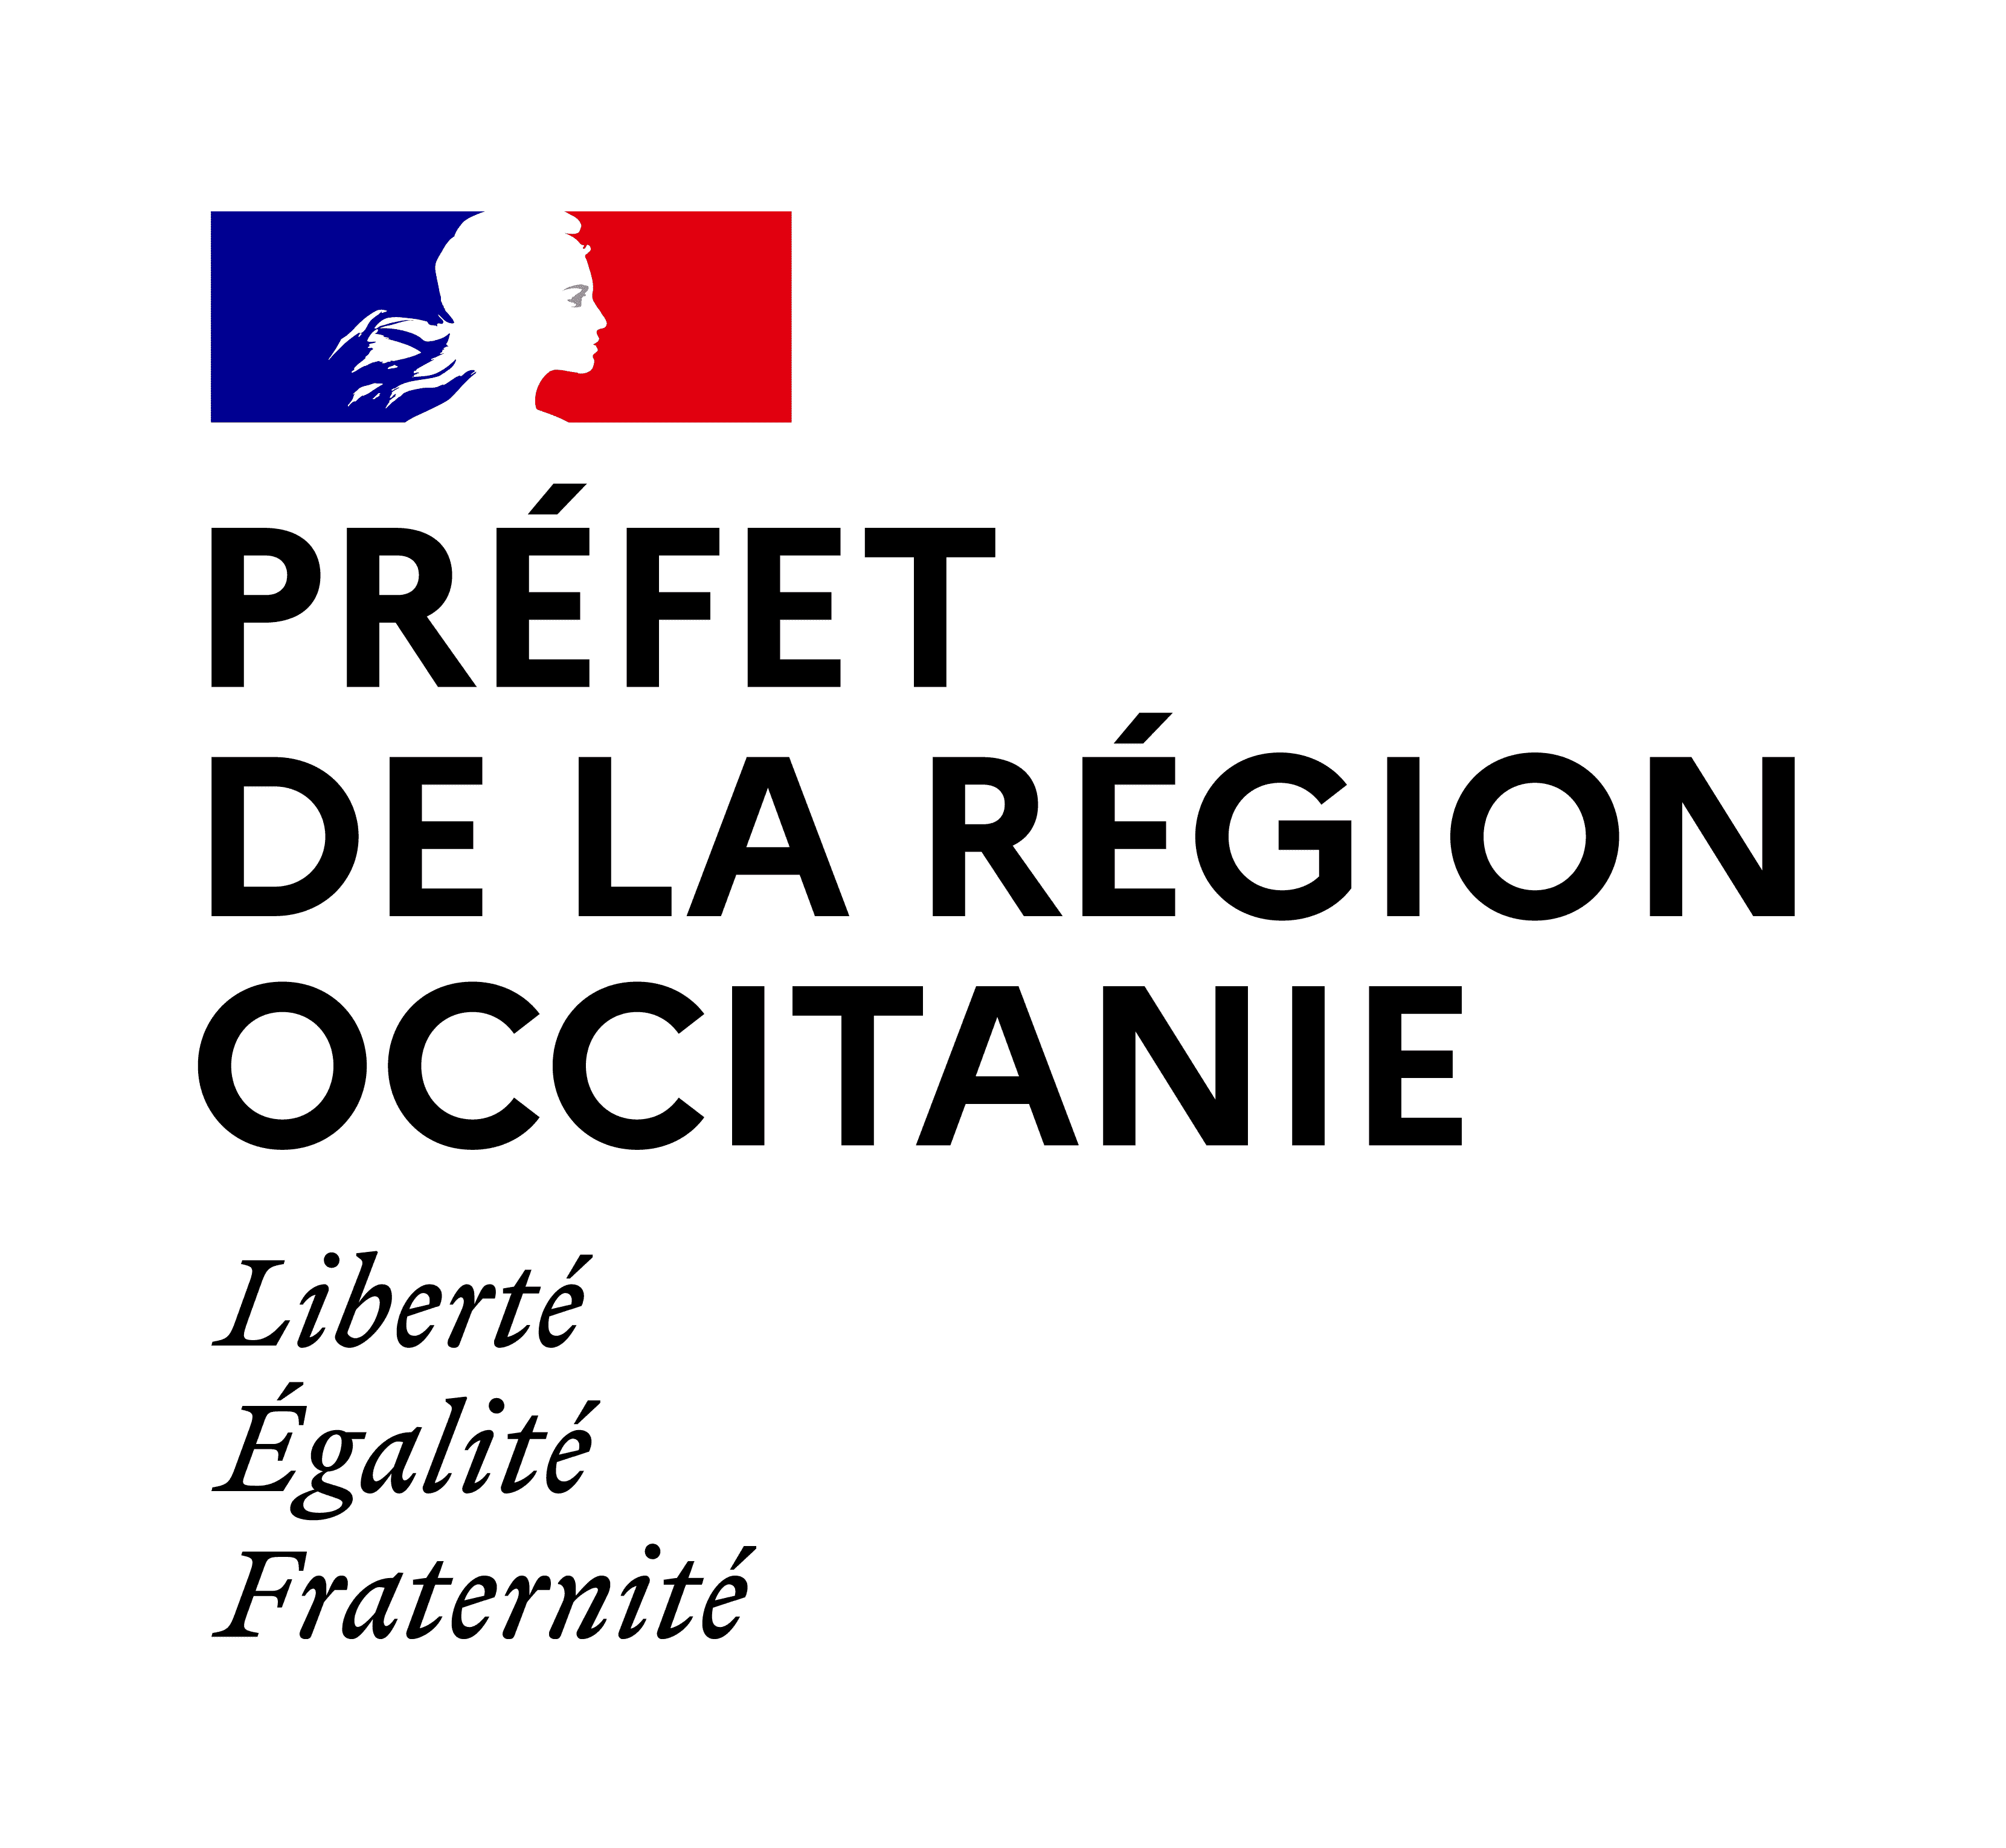 PRÉFET
DE LA RÉGION
OCCITANIE
Liberté
Égalité
Fraternité